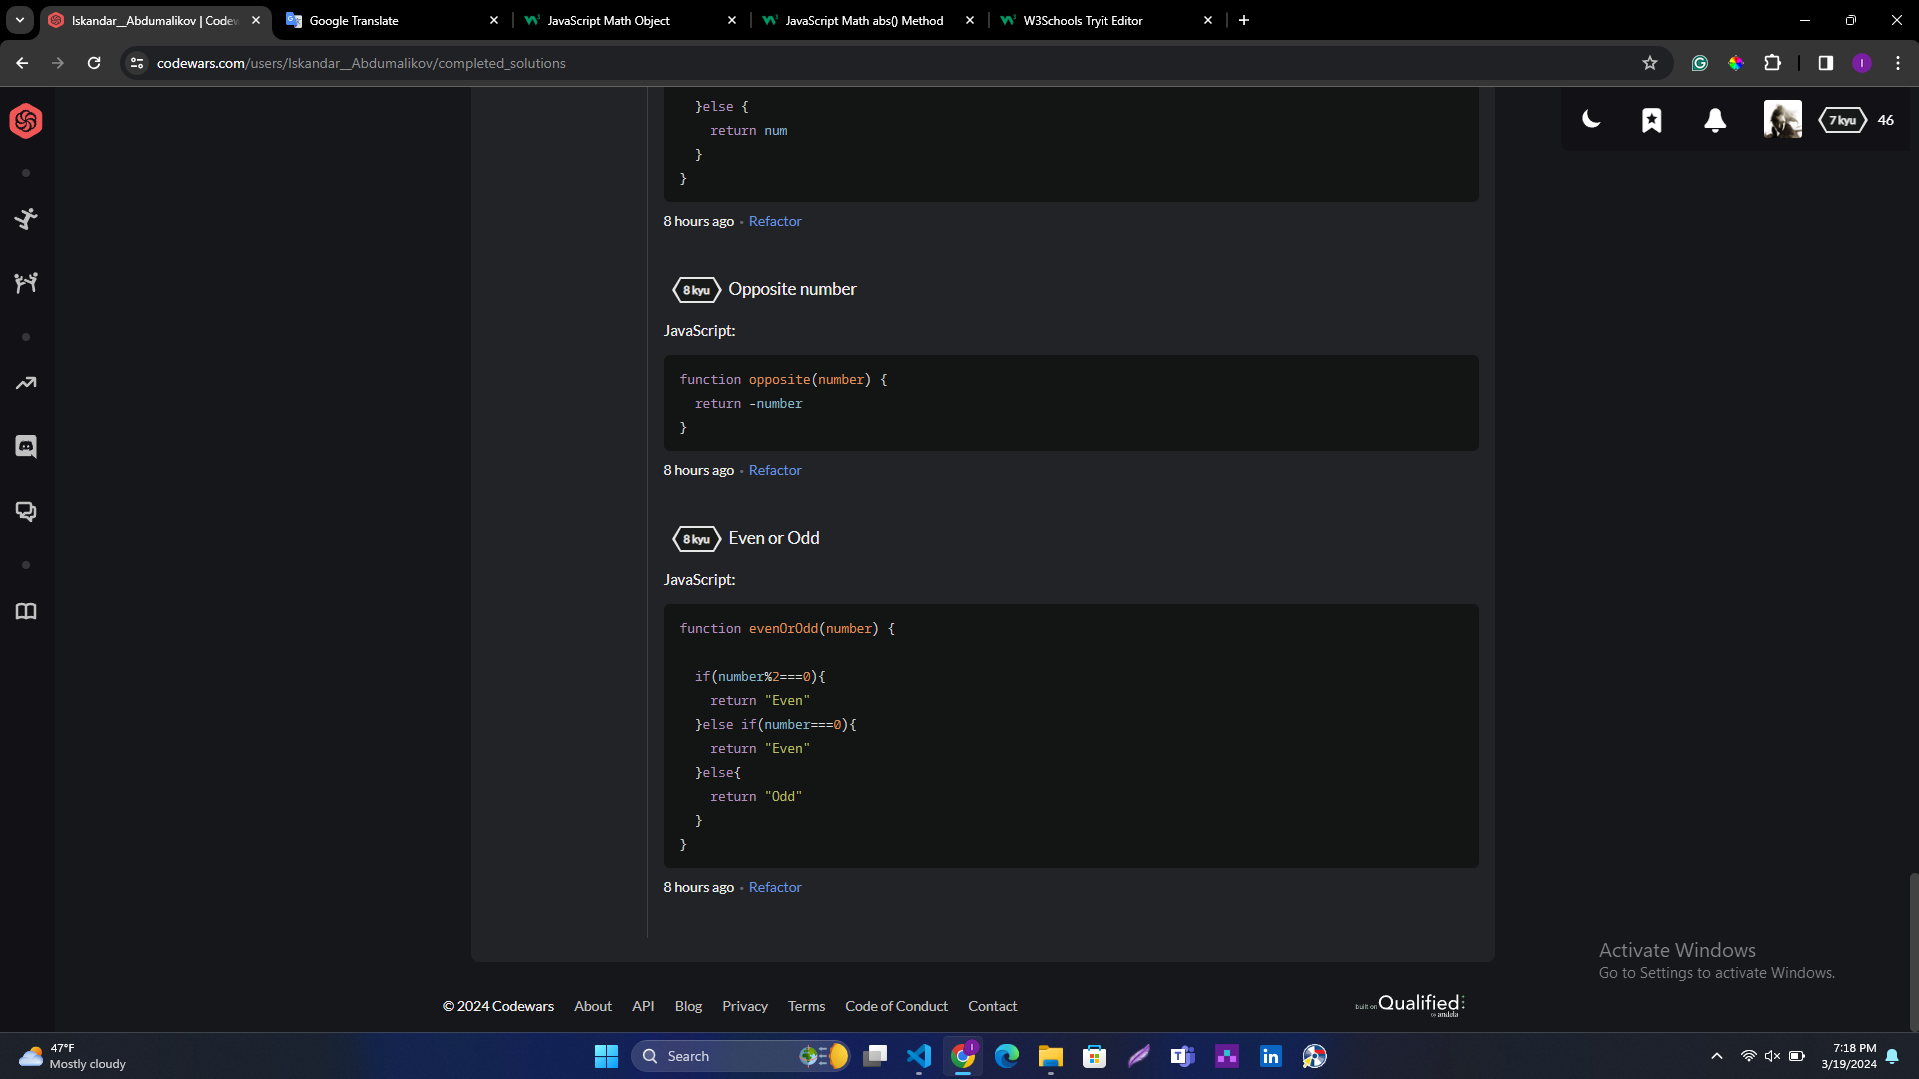 Iskandar__Abdumalikov | Codew
Google Translate
JavaScript Math Object
JavaScript Math abs() Method
W3Schools Tryit Editor
codewars.com/users/Iskandar__Abdumalikov/completed_solutions
I
7 kyu 46
}else {
return num
}
}
8 hours ago • Refactor
8 kyu Opposite number
JavaScript:
function opposite(number) {
return -number
}
8 hours ago • Refactor
8 kyu Even or Odd
JavaScript:
function evenOrOdd(number) {
if(number%2===0){
return "Even"
}else if(number===0){
return "Even"
}else{
return "Odd"
}
}
8 hours ago • Refactor
Activate Windows
Go to Settings to activate Windows.
© 2024 Codewars About API Blog Privacy Terms Code of Conduct Contact
built on Qualified
by andela
47°F
Mostly cloudy
Search
7:18 PM
3/19/2024